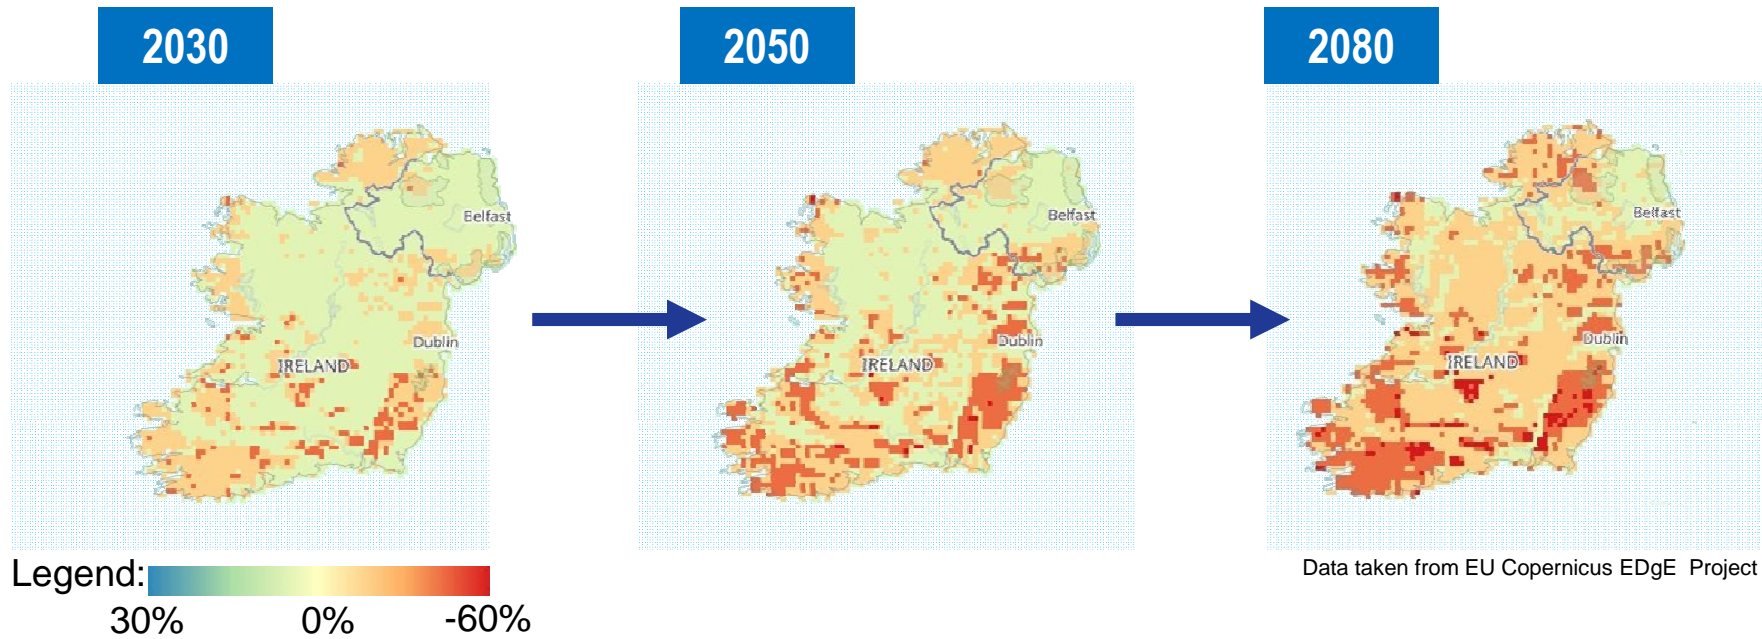 2030
2050
2080
Belfast
Dublin
IRELAND
Belfast
Dublin
IRELAND
Belfast
Dublin
IRELAND
Legend:
30%
0%
-60%
Data taken from EU Copernicus EDgE Project